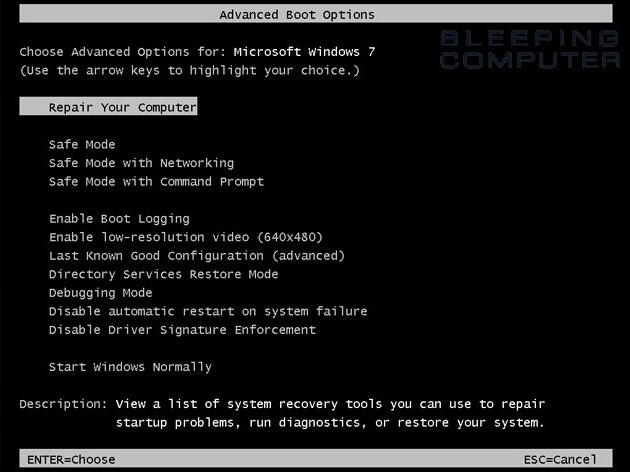 Advanced Boot Options
Choose Advanced Options for: Microsoft Windows 7
(Use the arrow keys to highlight your choice.)
BLEEPING
COMPUTER
Repair Your Computer
Safe Mode
Safe Mode with Networking
Safe Mode with Command Prompt
Enable Boot Logging
Enable low-resolution video (640x480)
Last Known Good Configuration (advanced)
Directory Services Restore Mode
Debugging Mode
Disable automatic restart on system failure
Disable Driver Signature Enforcement
Start Windows Normally
Description: View a list of system recovery tools you can use to repair
startup problems, run diagnostics, or restore your system.
ENTER=Choose ESC=Cancel